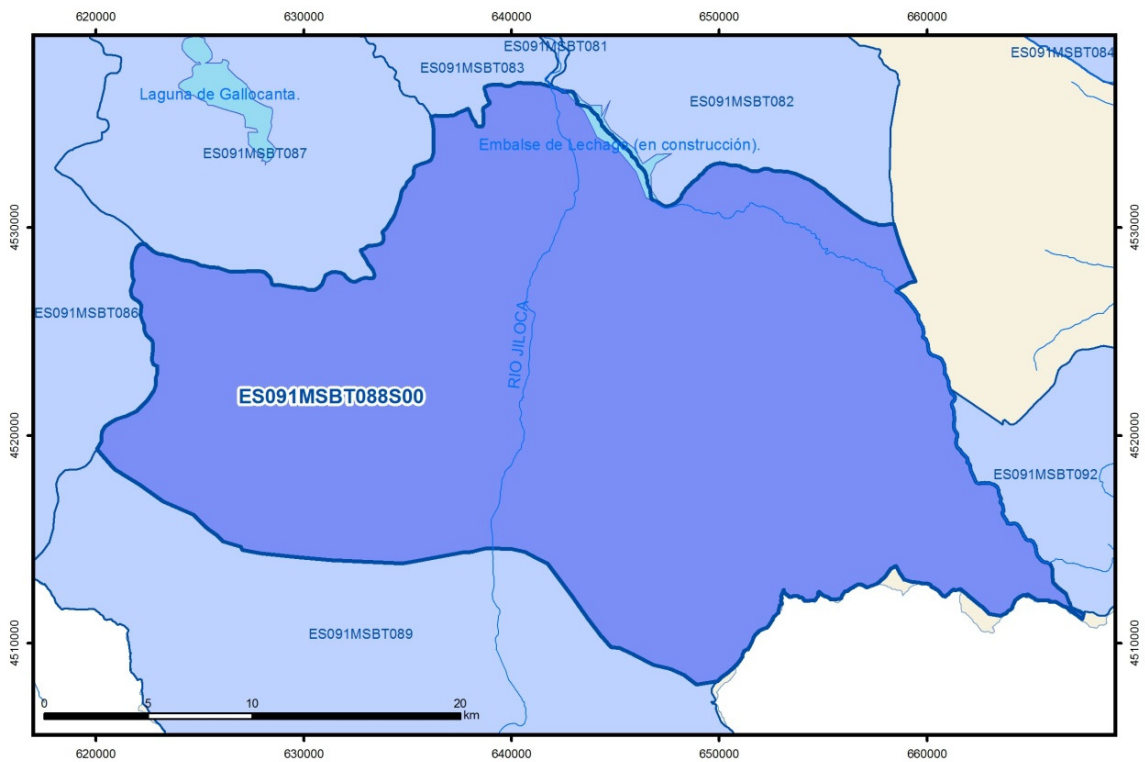 620000
630000
640000
650000
660000
ES091MSBT081
ES091MSBT084
ES091MSBT083
Laguna de Gallocanta.
ES091MSBT082
Embalse de Lechago (en construcción).
ES091MSBT087
4530000
4530000
ES091MSBT086
RIO JILOCA
ES091MSBT088S00
4520000
4520000
ES091MSBT092
ES091MSBT089
4510000
4510000
0
5
10
20
km
620000
630000
640000
650000
660000